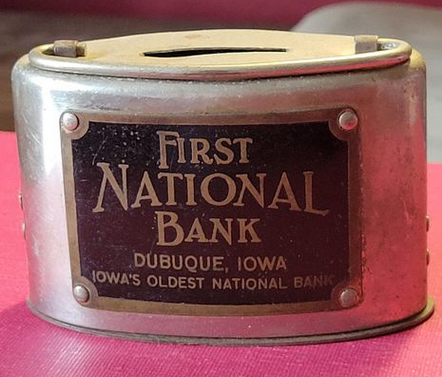 FIRST
NATIONAL
BANK
DUBUQUE, IOWA
IOWA'S OLDEST NATIONAL BANK